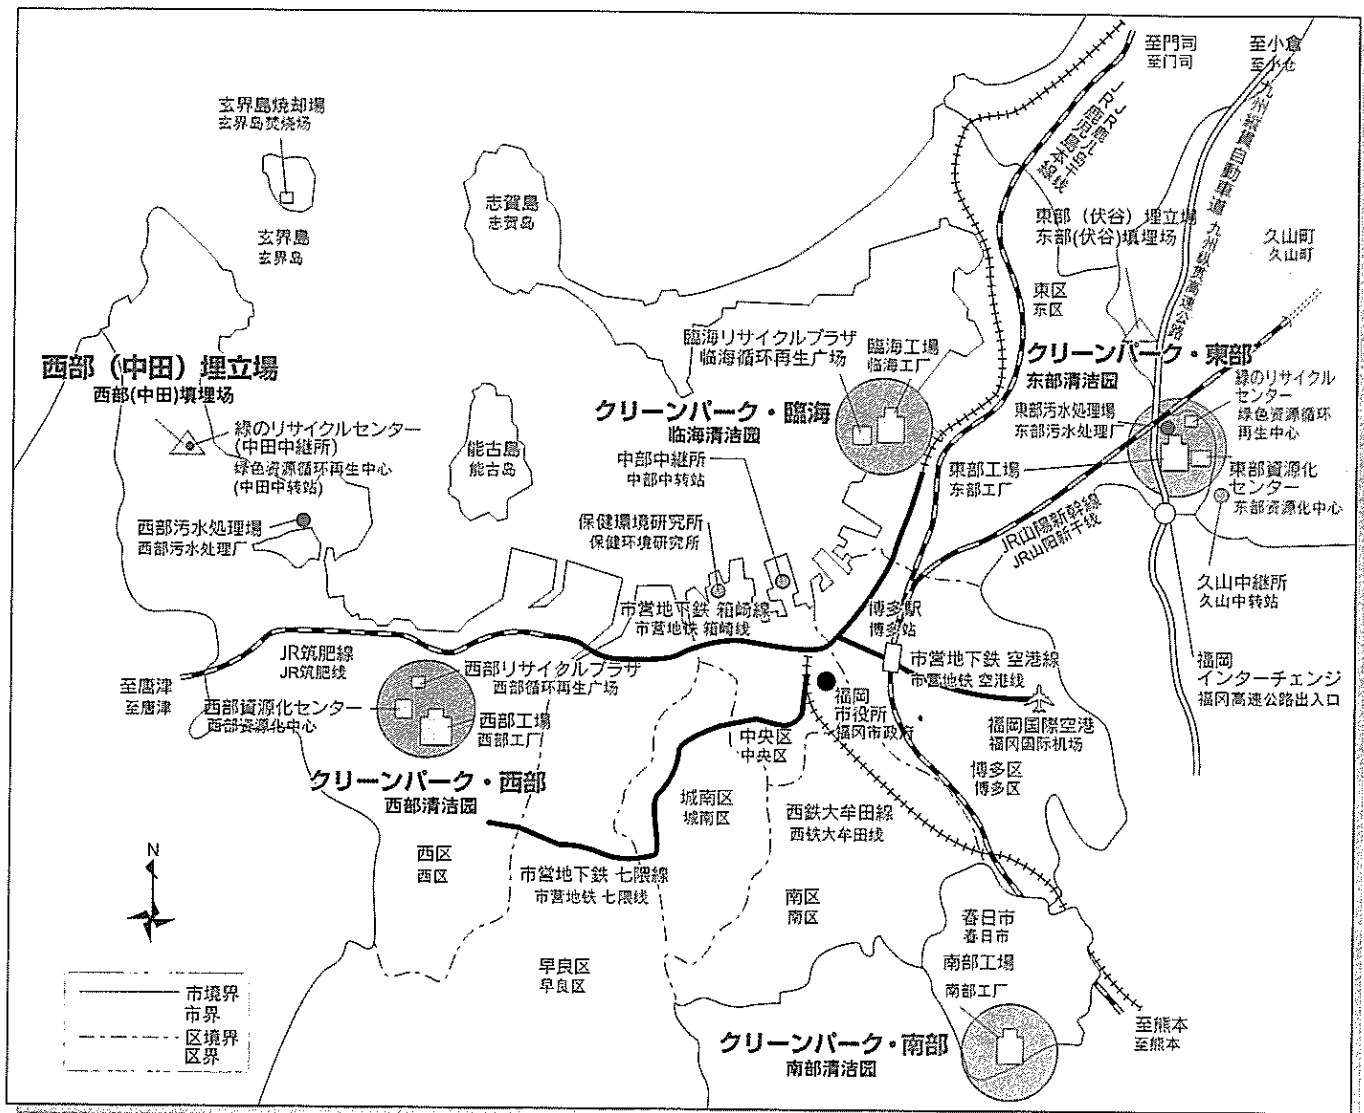 至門司
至门司
至小倉
至小仓
玄界島焼却場
玄界岛焚烧场
JR鹿児島本線
JR鹿儿岛干线
九州縦貫自動車道 九州纵贯高速公路
志賀島
志贺岛
玄界島
玄界岛
東部（伏谷）埋立場
东部(伏谷)填埋场
久山町
久山町
東区
东区
臨海リサイクルプラザ
临海循环再生广场
臨海工場
临海工厂
クリーンパーク・東部
东部清洁园
西部（中田）埋立場
西部(中田)填埋场
緑のリサイクル
センター
绿色资源循环
再生中心
クリーンパーク・臨海
临海清洁园
東部汚水処理場
东部污水处理厂
緑のリサイクルセンター
(中田中継所)
绿色资源循环再生中心
(中田中转站)
能古島
能古岛
中部中継所
中部中转站
東部工場
东部工厂
東部資源化
センター
东部资源化中心
西部汚水処理場
西部污水处理厂
保健環境研究所
保健环境研究所
JR山陽新幹線
JR山阳新干线
久山中継所
久山中转站
市営地下鉄 箱崎線
市营地铁 箱崎线
博多駅
博多站
JR筑肥線
JR筑肥线
西部リサイクルプラザ
西部循环再生广场
市営地下鉄 空港線
市营地铁 空港线
福岡
インターチェンジ
福冈高速公路出入口
至唐津
至唐津
西部資源化センター
西部资源化中心
西部工場
西部工厂
福岡
市役所
福冈市政府
福岡国際空港
福冈国际机场
中央区
中央区
クリーンパーク・西部
西部清洁园
博多区
博多区
城南区
城南区
西鉄大牟田線
西铁大牟田线
西区
西区
市営地下鉄 七隈線
市营地铁 七隈线
N
南区
南区
春日市
春日市
早良区
早良区
南部工場
南部工厂
市境界
市界
区境界
区界
クリーンパーク・南部
南部清洁园
至熊本
至熊本